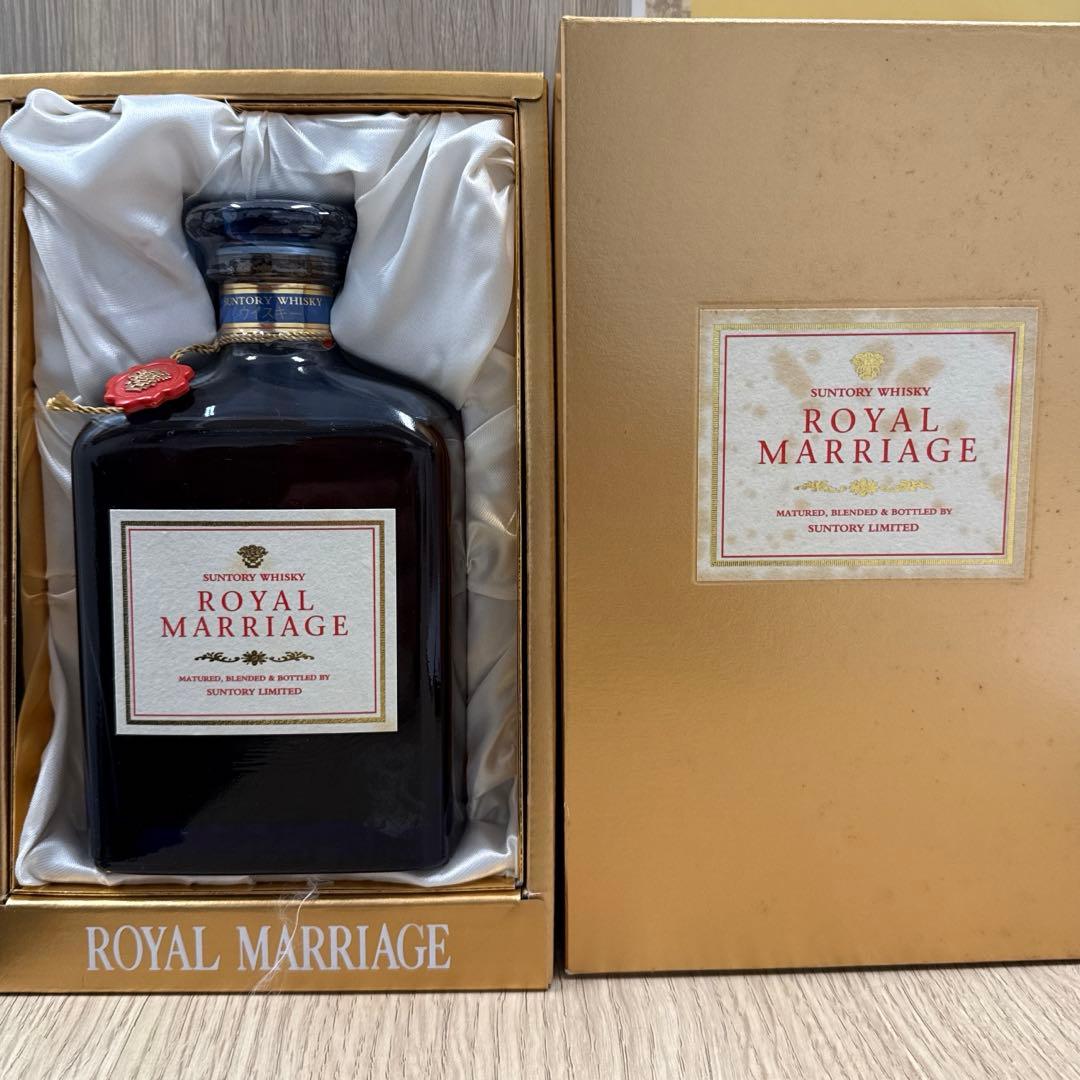 SUNTORY WHISKY
ウイスキー
SUNTORY WHISKY
ROYAL
MARRIAGE
MATURED, BLENDED & BOTTLED BY
SUNTORY LIMITED
ROYAL MARRIAGE
SUNTORY WHISKY
ROYAL
MARRIAGE
MATURED, BLENDED & BOTTLED BY
SUNTORY LIMITED